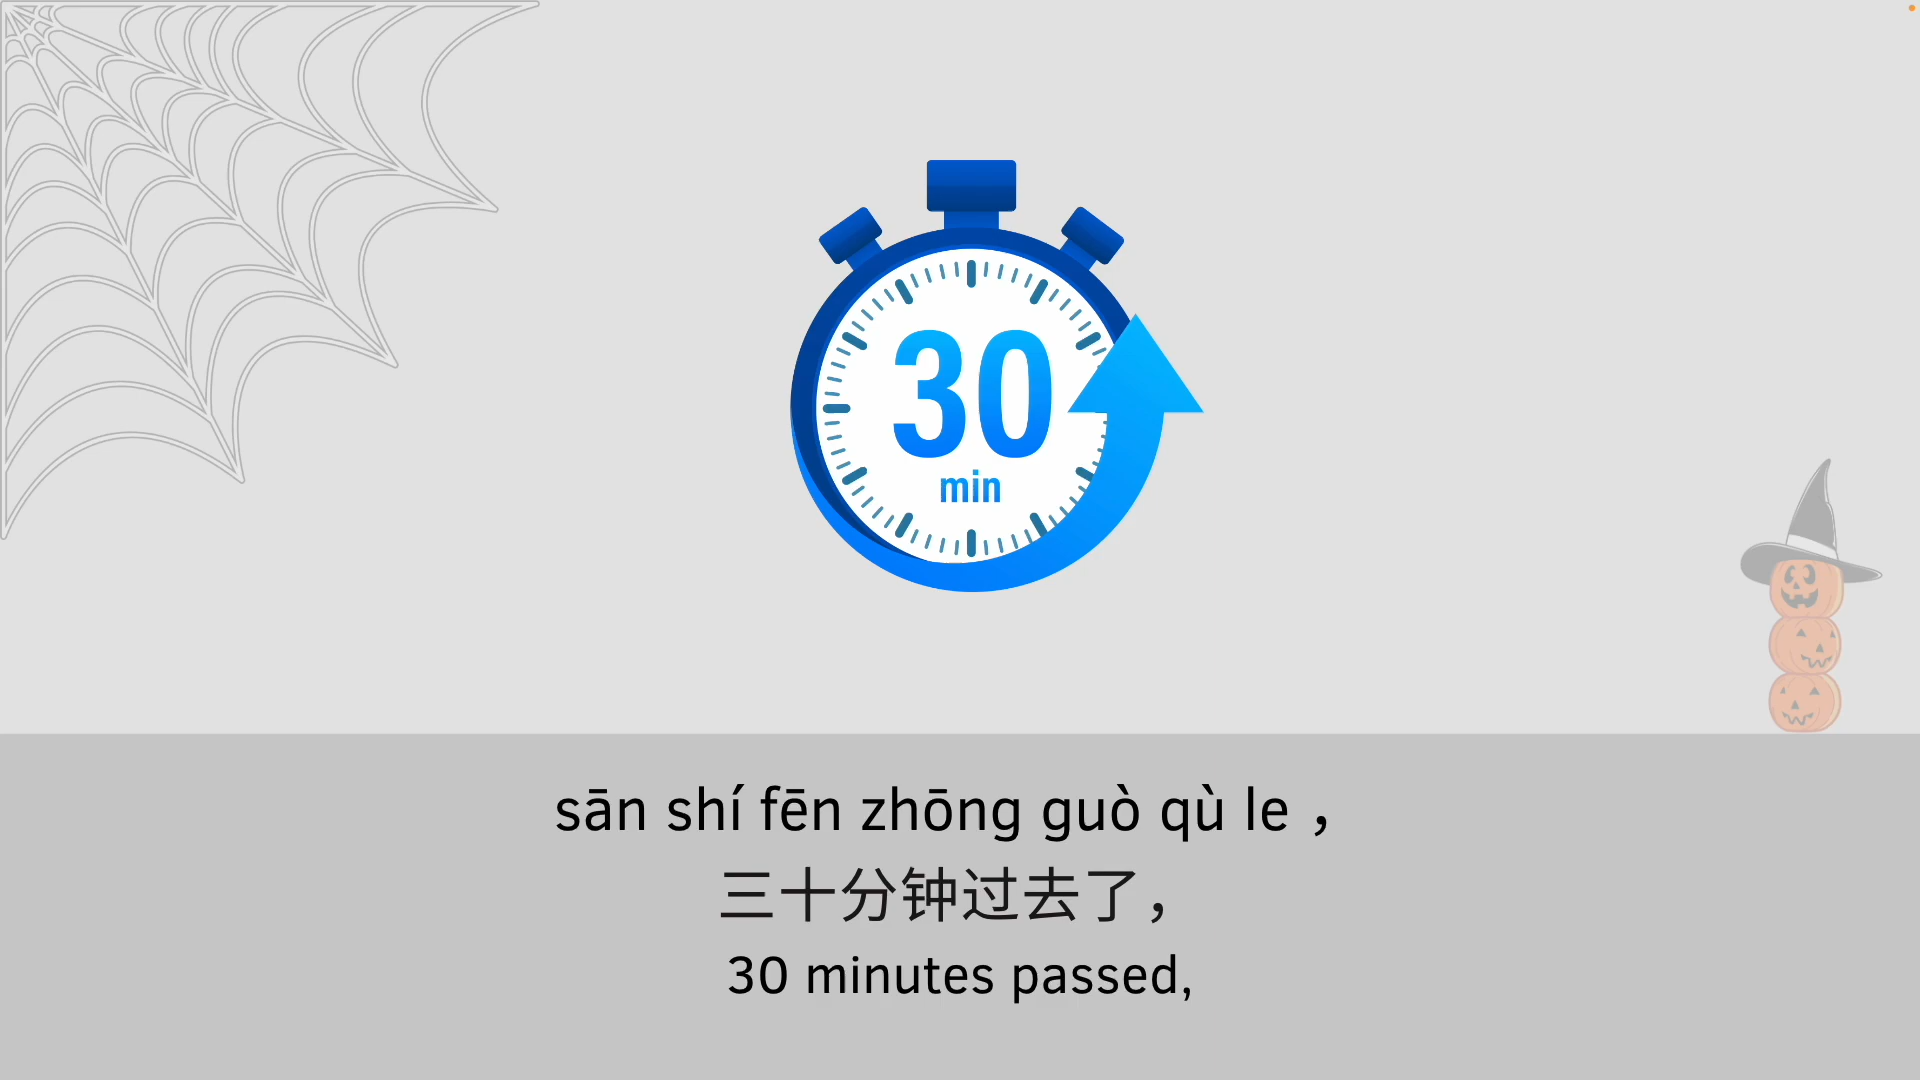 30
min
sān shí fēn zhōng guò qù le ，
三十分钟过去了，
30 minutes passed,